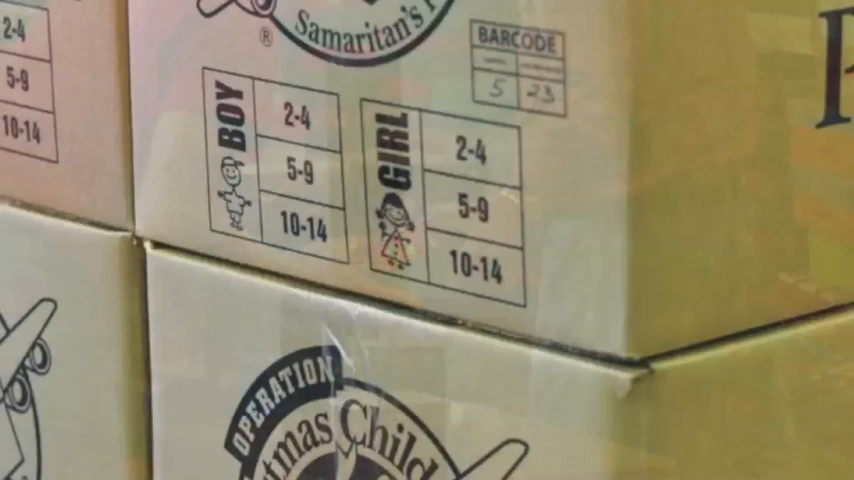 2-4
5-9
10-14
®
Samaritan's
BARCODE
5 23
BOY
2-4
5-9
10-14
GIRL
2-4
5-9
10-14
OPERATION
Child